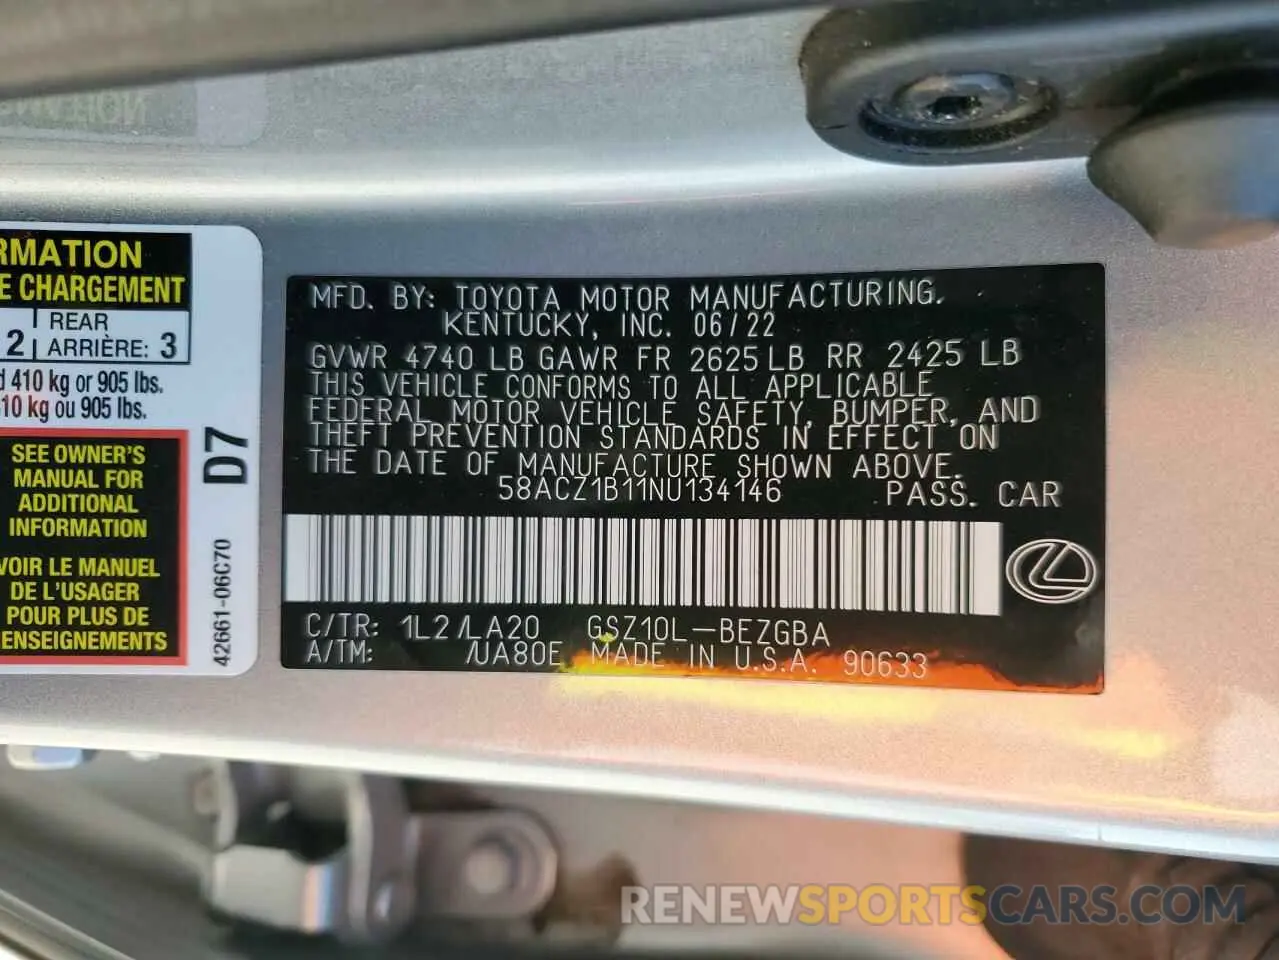 RMATION
E CHARGEMENT
2 REAR
ARRIÈRE: 3
410 kg or 905 lbs.
10 kg ou 905 lbs.
SEE OWNER'S
MANUAL FOR
ADDITIONAL
INFORMATION
VOIR LE MANUEL
DE L'USAGER
POUR PLUS DE
ENSEIGNEMENTS
D7
42661-06C70
MFD. BY: TOYOTA MOTOR MANUFACTURING.
KENTUCKY, INC. 06/22
GVWR 4740 LB GAWR FR 2625 LB RR 2425 LB
THIS VEHICLE CONFORMS TO ALL APPLICABLE
FEDERAL MOTOR VEHICLE SAFETY, BUMPER, AND
THEFT PREVENTION STANDARDS IN EFFECT ON
THE DATE OF MANUFACTURE SHOWN ABOVE.
58ACZ1B11NU134146 PASS. CAR
C/TR: 1L2/LA20 GSZ10L-BEZGBA
A/TM: /UA80E MADE IN U.S.A. 90633
RENEWSPORTSCARS.COM